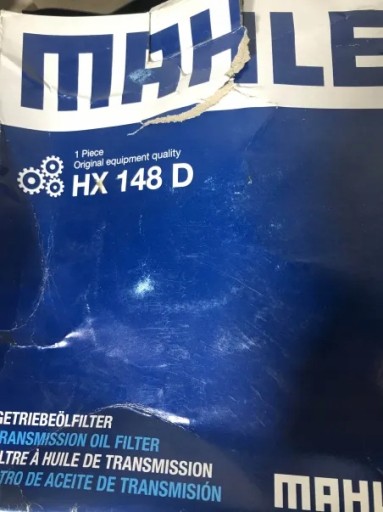 MAHLE
1 Piece
Original equipment quality
HX 148 D
GETRIEBEÖLFILTER
RANSMISSION OIL FILTER
LTRE À HUILE DE TRANSMISSION
TRO DE ACEITE DE TRANSMISIÓN
MAHL